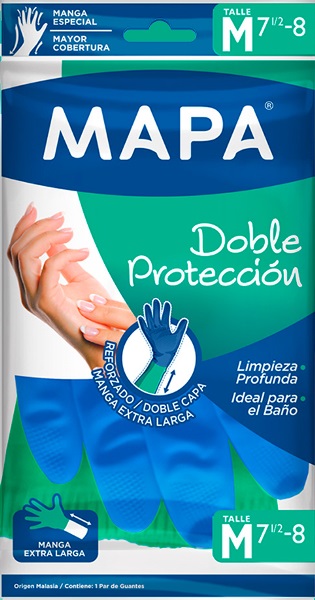 MANGA
ESPECIAL
MAYOR
COBERTURA
TALLE
M 7 1/2-8
MAPA®
Doble
Protección
REFORZADO / DOBLE CAPA
MANGA EXTRA LARGA
Limpieza
Profunda
Ideal para
el Baño
MANGA
EXTRA LARGA
TALLE
M 7 1/2-8
Origen Malasia / Contiene: 1 Par de Guantes